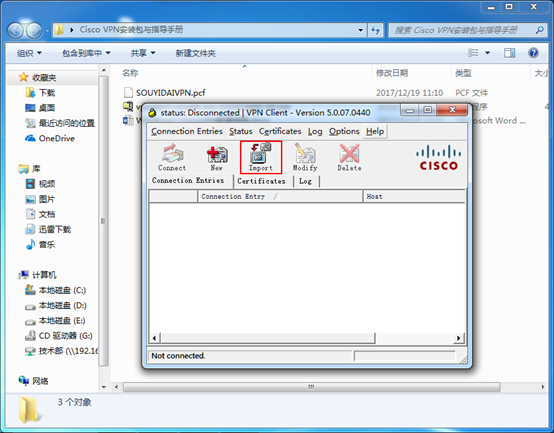 Cisco VPN安装包与指导手册
搜索 Cisco VPN安装包与指导手册
组织 包含到库中 共享 新建文件夹
名称 修改日期 类型 大小
收藏夹
下载
桌面
最近访问的位置
OneDrive
库
视频
图片
文档
迅雷下载
音乐
计算机
本地磁盘 (C:)
本地磁盘 (D:)
本地磁盘 (E:)
CD 驱动器 (G:)
技术部 (\\192.16
网络
SOUYIDAIVPN.pcf 2017/12/19 11:10 PCF 文件
status: Disconnected | VPN Client - Version 5.0.07.0440
Connection Entries Status Certificates Log Options Help
Connect New Import Modify Delete
CISCO
Connection Entries Certificates Log
Connection Entry / Host
Not connected.
3 个对象